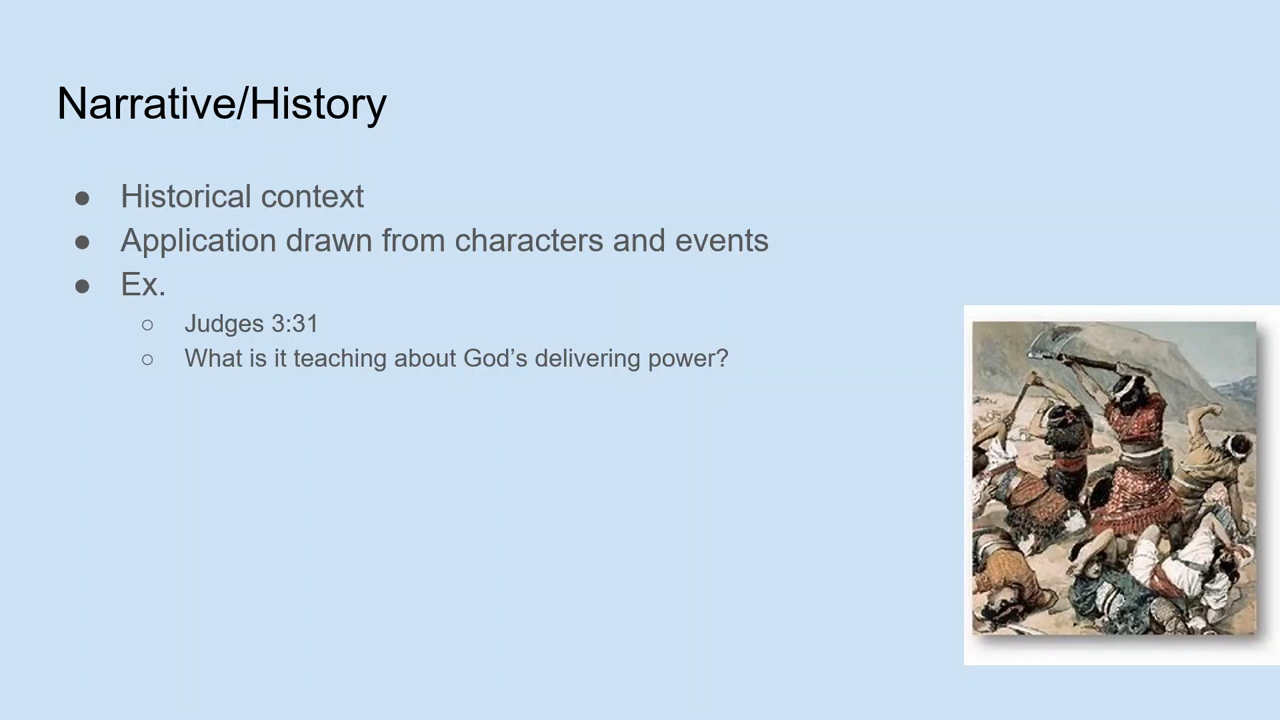 Narrative/History
● Historical context
● Application drawn from characters and events
● Ex.
○ Judges 3:31
○ What is it teaching about God’s delivering power?